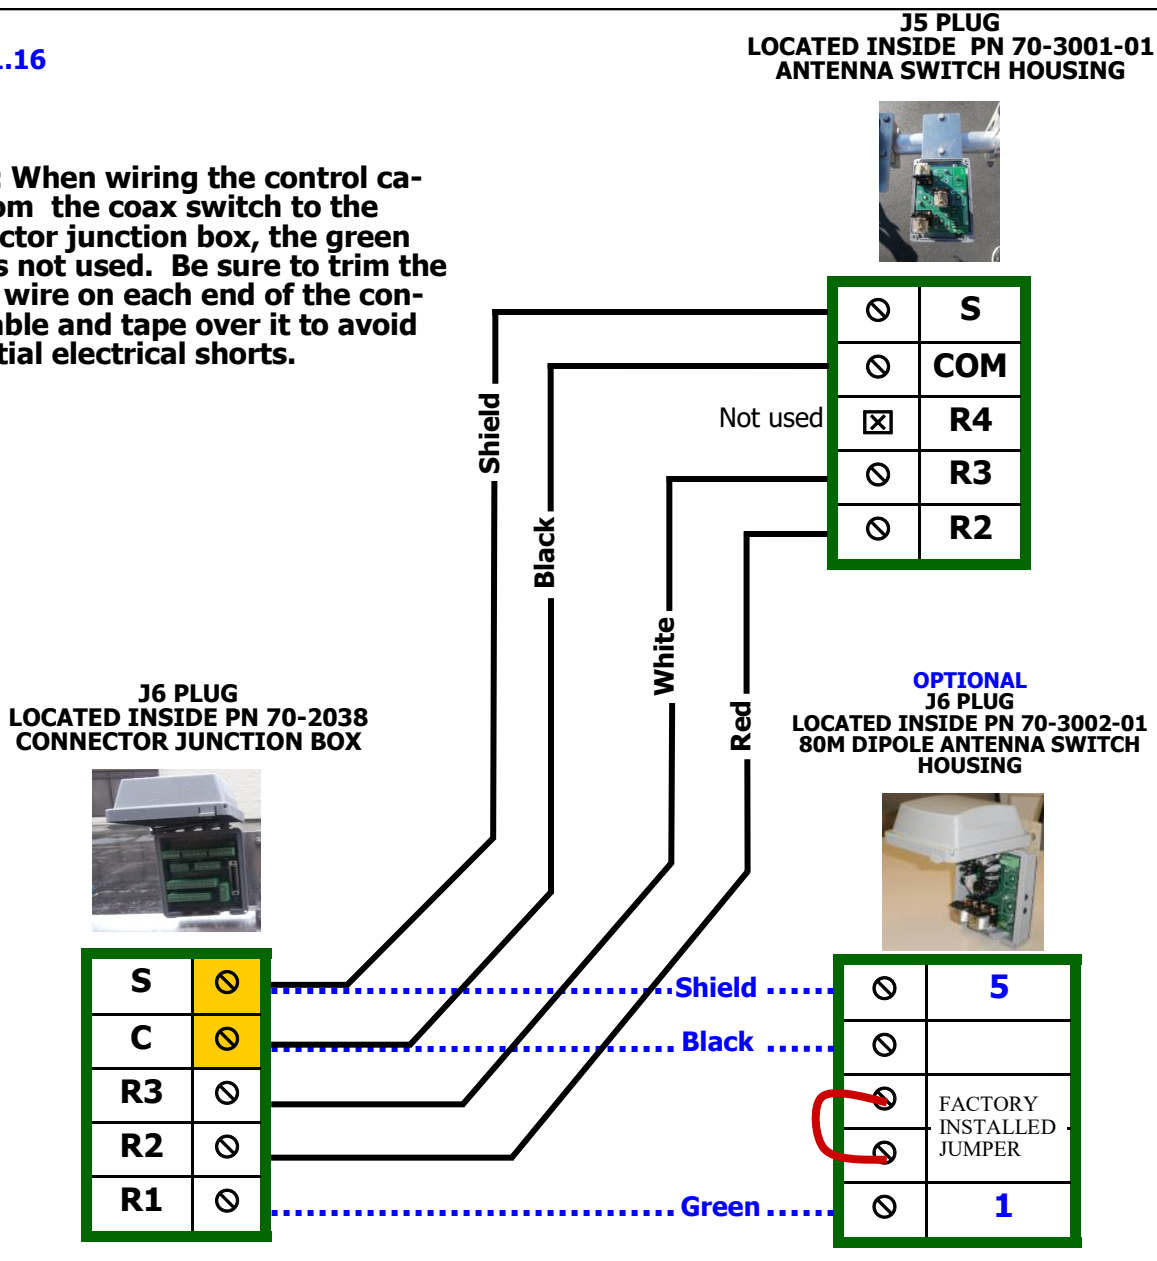 .16
J5 PLUG
LOCATED INSIDE PN 70-3001-01
ANTENNA SWITCH HOUSING
: When wiring the control ca-
om the coax switch to the
ctor junction box, the green
s not used. Be sure to trim the
wire on each end of the con-
able and tape over it to avoid
tial electrical shorts.
S
COM
Not used
R4
R3
R2
Shield
Black
White
Red
J6 PLUG
LOCATED INSIDE PN 70-2038
CONNECTOR JUNCTION BOX
OPTIONAL
J6 PLUG
LOCATED INSIDE PN 70-3002-01
80M DIPOLE ANTENNA SWITCH
HOUSING
S
C
R3
R2
R1
Shield
Black
Green
5
FACTORY
INSTALLED
JUMPER
1